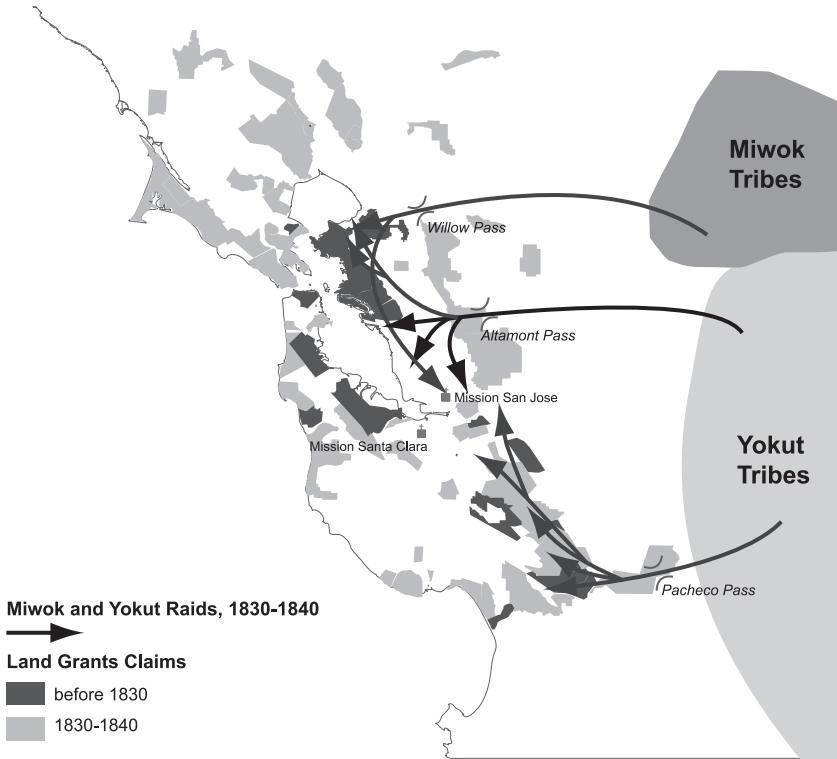 Miwok
Tribes
Willow Pass
Altamont Pass
Mission San Jose
Mission Santa Clara
Yokut
Tribes
Pacheco Pass
Miwok and Yokut Raids, 1830-1840
Land Grants Claims
before 1830
1830-1840